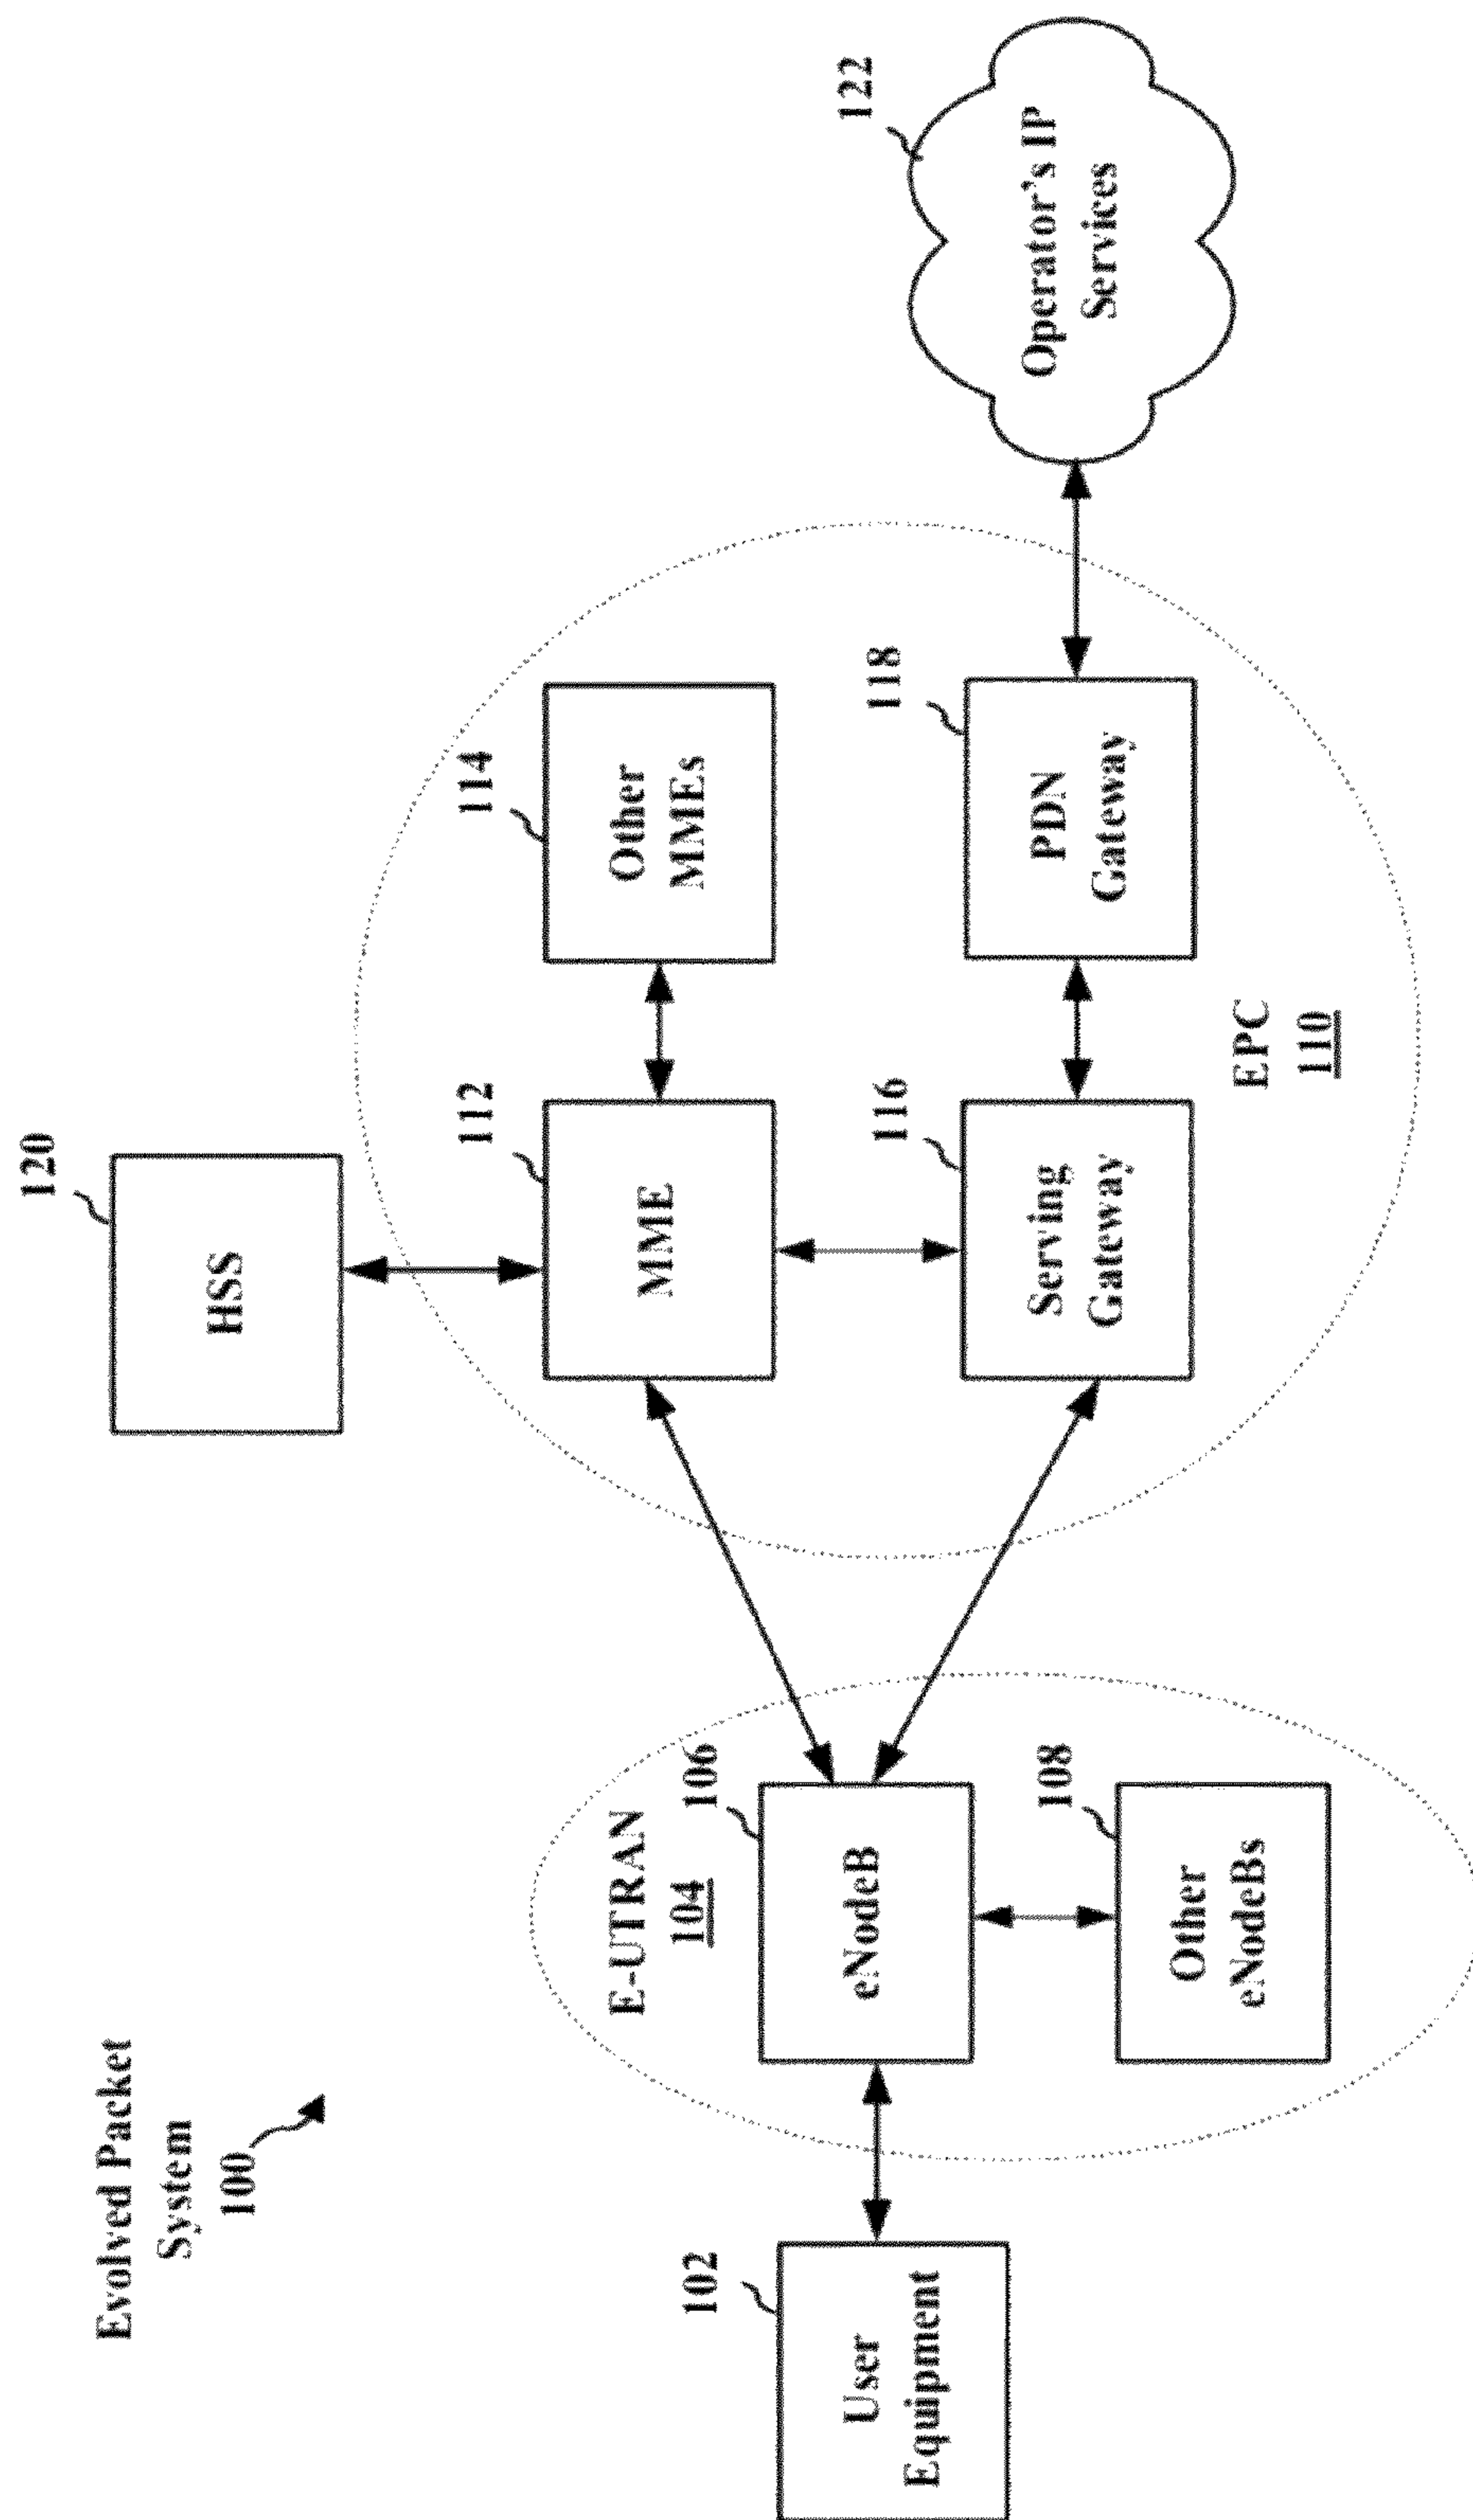 Evolved Packet
System
100
120
HSS
112
MME
114
Other
MMEs
E-UTRAN
104
106
eNodeB
102
User
Equipment
108
Other
eNodeBs
116
Serving
Gateway
118
PDN
Gateway
EPC
110
122
Operator's IP
Services